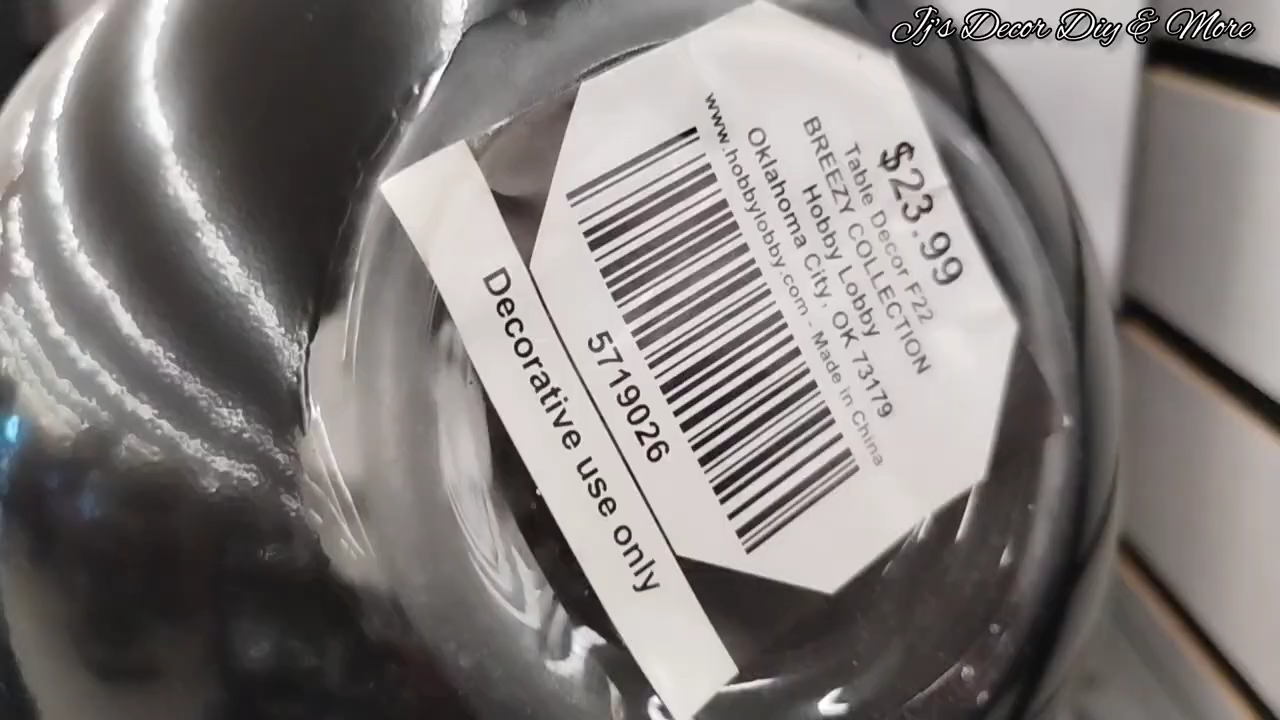 Jj's Decor Diy & More
$23.99
Table Decor F22
BREEZY COLLECTION
Hobby Lobby
Oklahoma City, OK 73179
www.hobbylobby.com - Made in China
5719026
Decorative use only